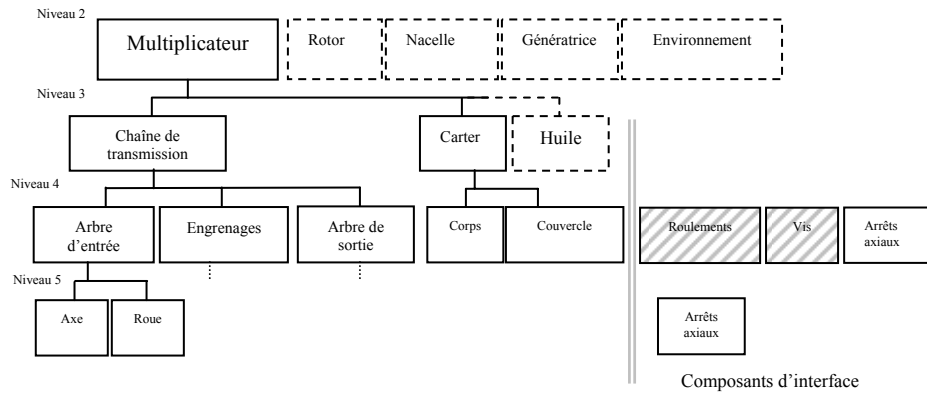 Niveau 2
Multiplicateur
Rotor
Nacelle
Génératrice
Environnement
Niveau 3
Chaîne de
transmission
Carter
Huile
Niveau 4
Arbre
d’entrée
Engrenages
Arbre de
sortie
Corps
Couvercle
Roulements
Vis
Arrêts
axiaux
Niveau 5
Axe
Roue
Arrêts
axiaux
Composants d’interface